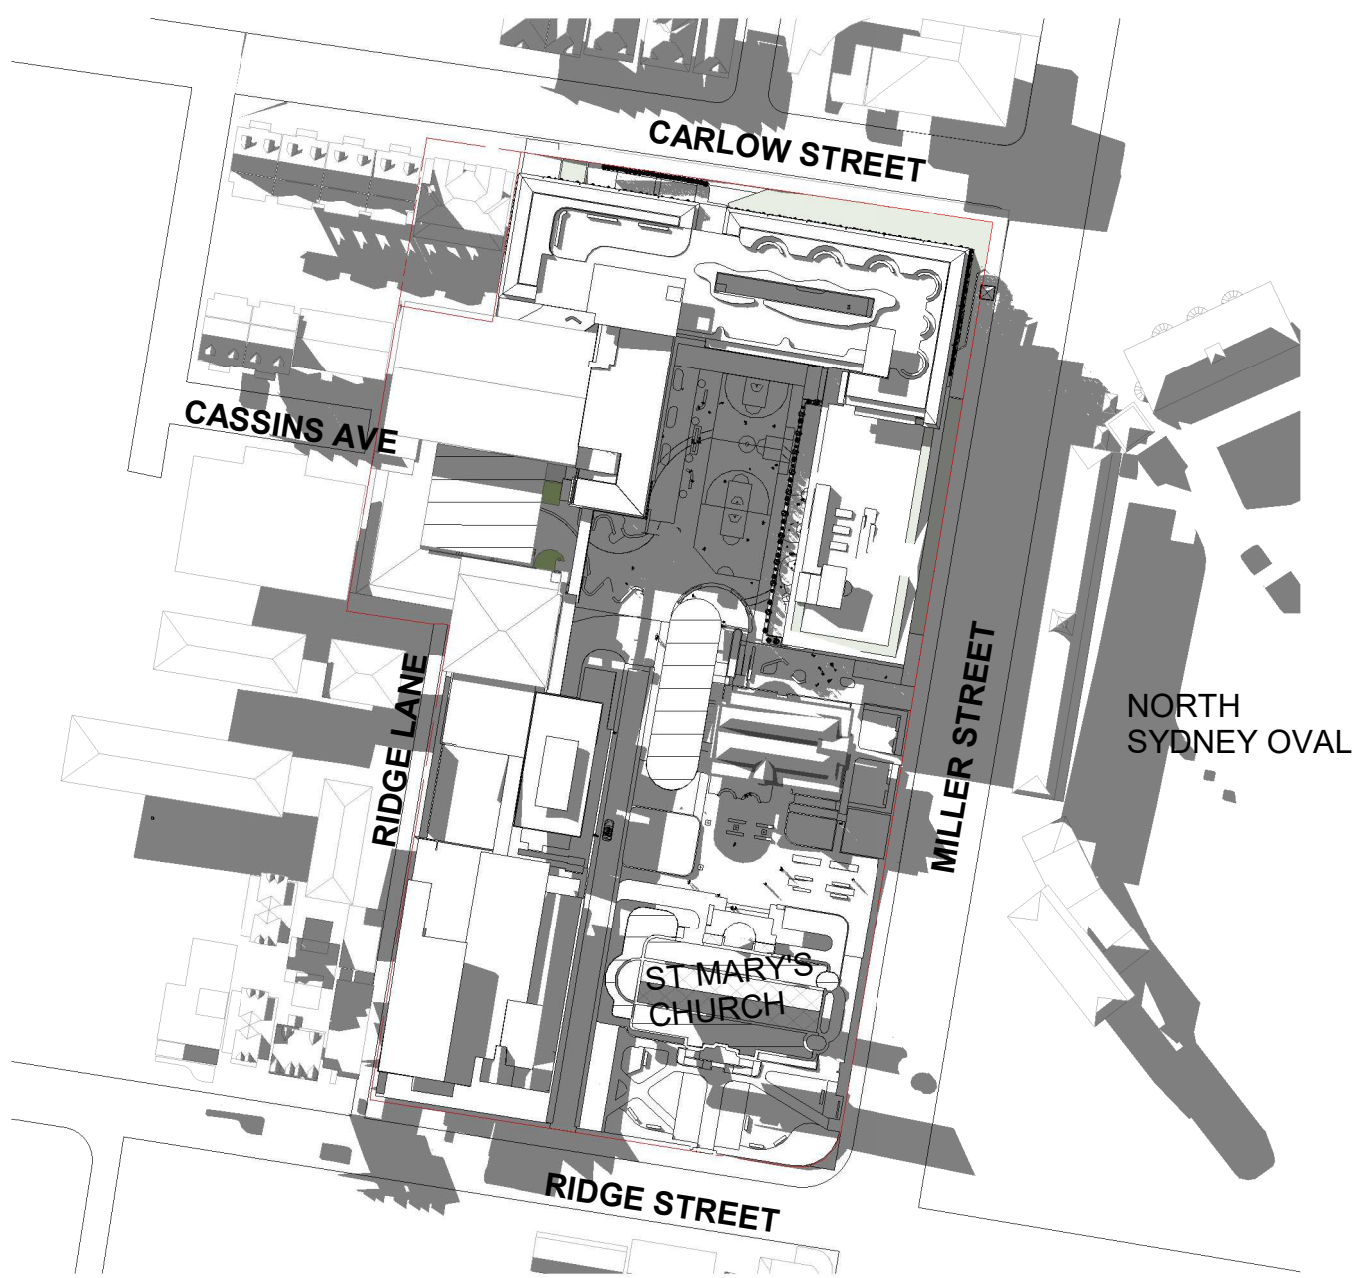 CARLOW STREET
CASSINS AVE
RIDGE LANE
MILLER STREET
NORTH
SYDNEY OVAL
ST MARY'S
CHURCH
RIDGE STREET